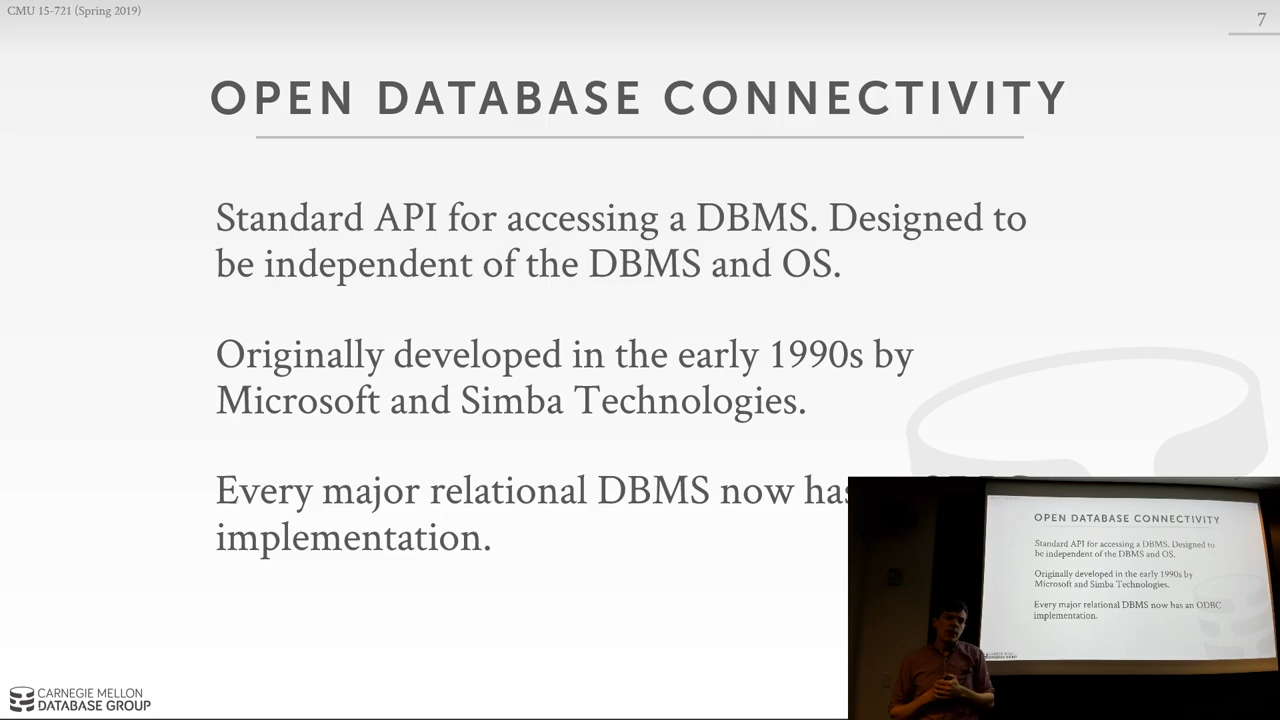 CMU 15-721 (Spring 2019)
7
OPEN DATABASE CONNECTIVITY
Standard API for accessing a DBMS. Designed to
be independent of the DBMS and OS.
Originally developed in the early 1990s by
Microsoft and Simba Technologies.
Every major relational DBMS now has
implementation.
OPEN DATABASE CONNECTIVITY
Standard API for accessing a DBMS. Designed to
be independent of the DBMS and OS.
Originally developed in the early 1990s by
Microsoft and Simba Technologies.
Every major relational DBMS now has an ODBC
implementation.
CARNEGIE MELLON
DATABASE GROUP